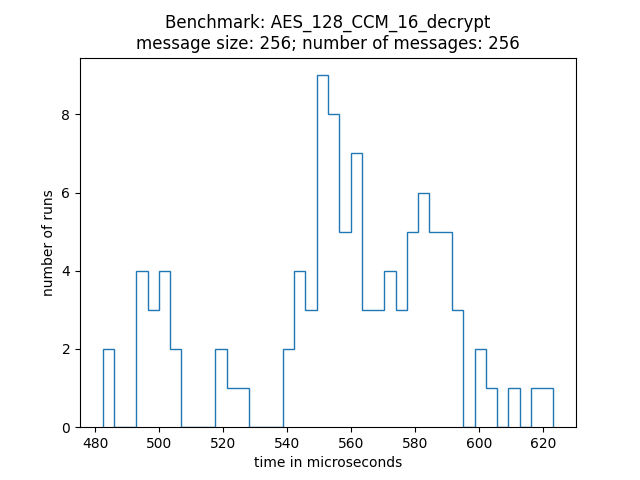 Benchmark: AES_128_CCM_16_decrypt
message size: 256; number of messages: 256
8
6
4
2
0
number of runs
480 500 520 540 560 580 600 620
time in microseconds